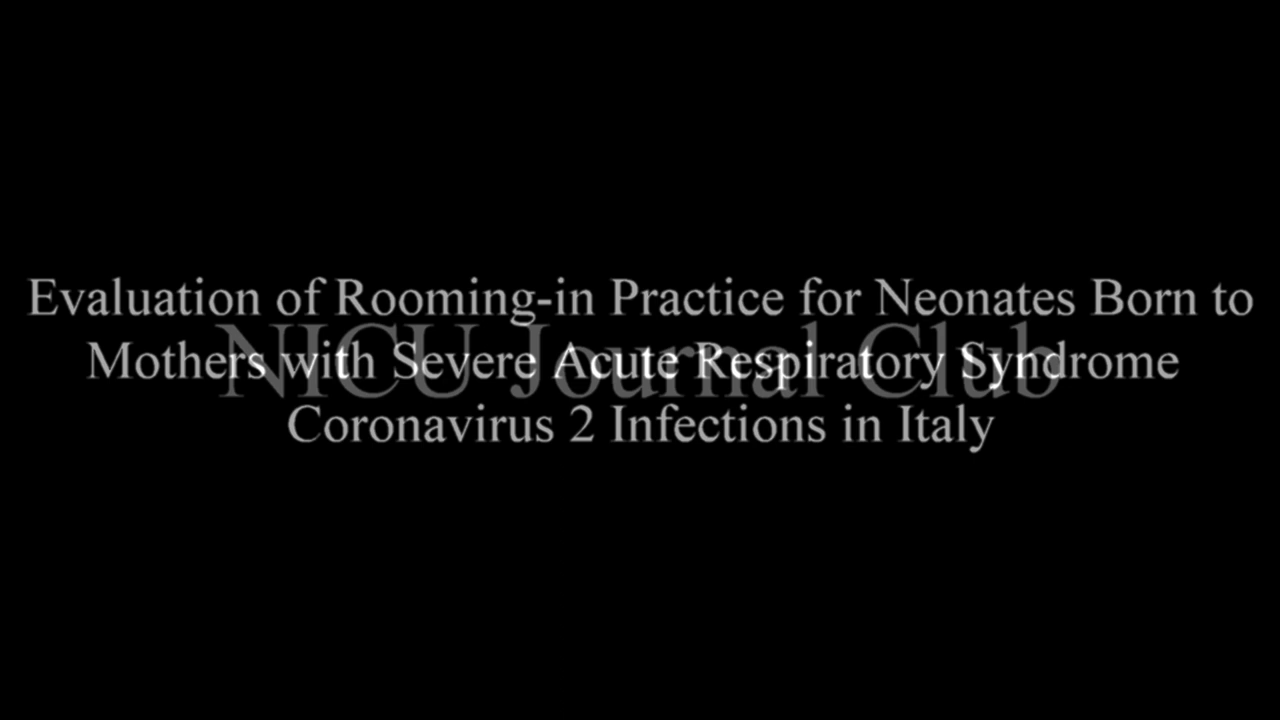 Evaluation of Rooming-in Practice for Neonates Born to
Mothers with Severe Acute Respiratory Syndrome
Coronavirus 2 Infections in Italy
NICU Journal Club